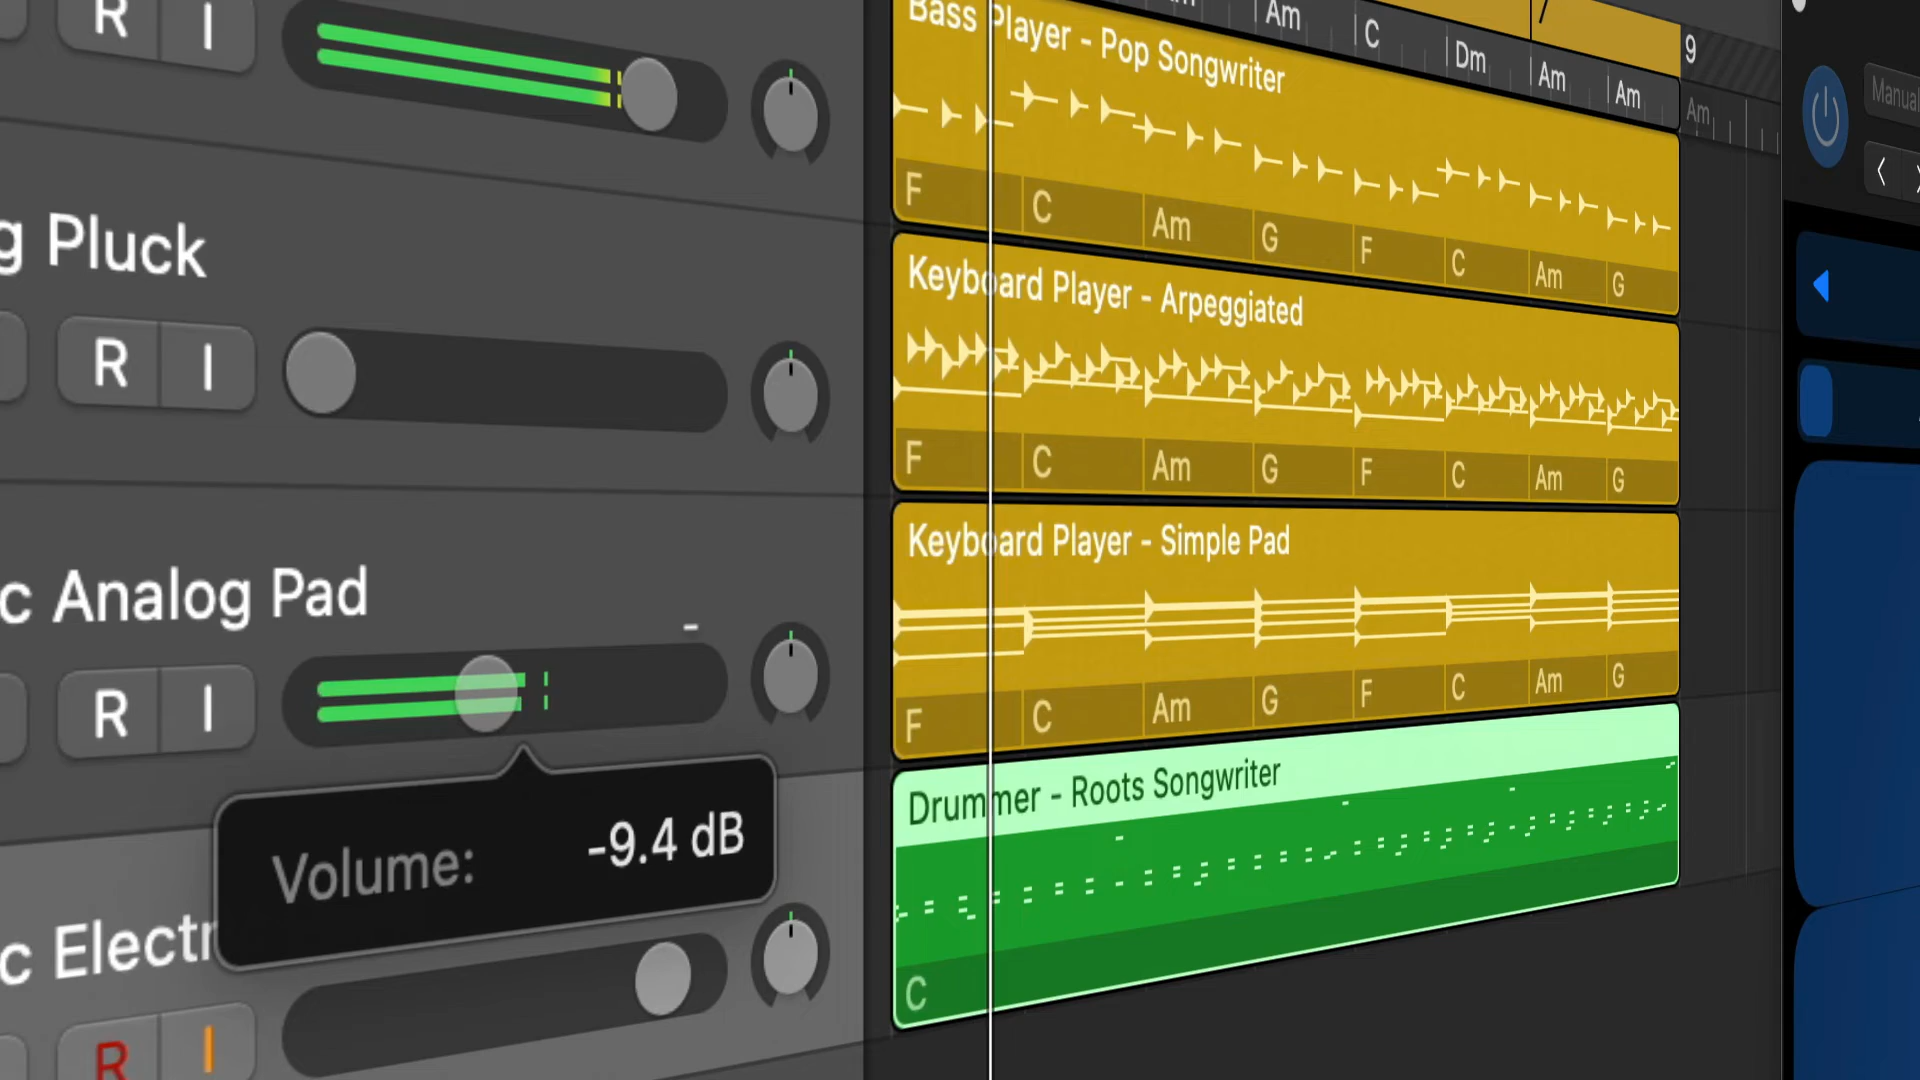 R I
g Pluck
R I
c Analog Pad
-
R I
Volume: -9.4 dB
c Electr
R I
Am C Dm Am Am Am
9
Bass Player - Pop Songwriter
F C Am G F C Am G
Keyboard Player - Arpeggiated
F C Am G F C Am G
Keyboard Player - Simple Pad
F C Am G F C Am G
Drummer - Roots Songwriter
C
Manual